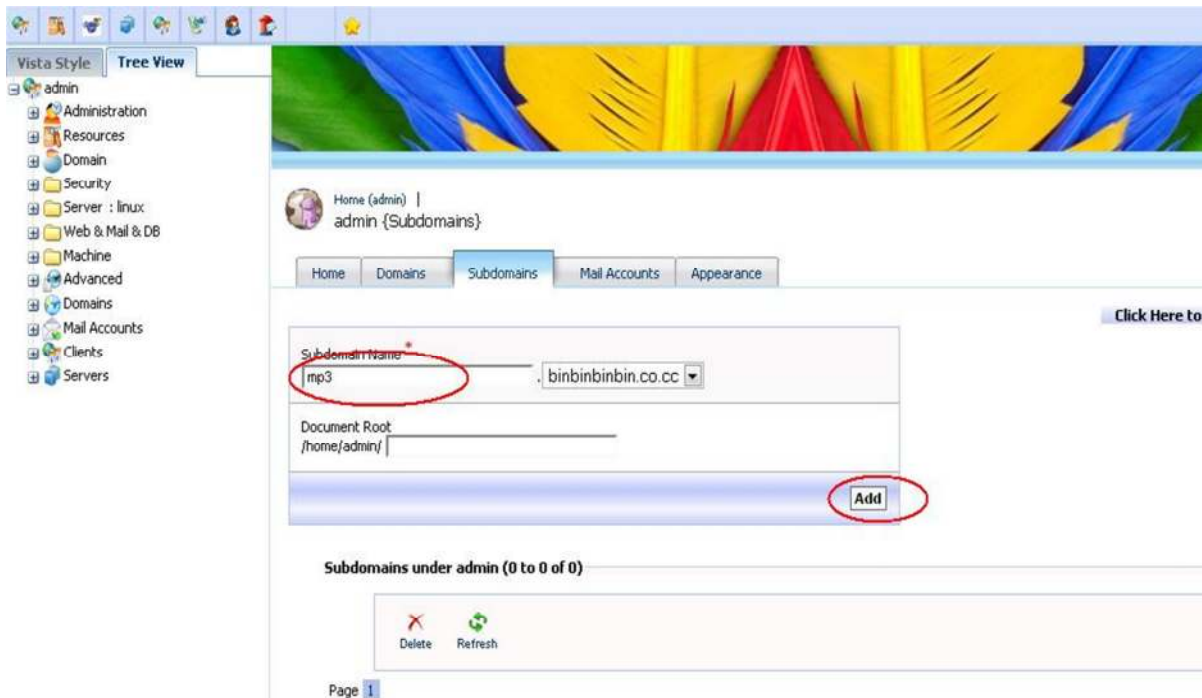 Vista Style Tree View
admin
Administration
Resources
Domain
Security
Server : linux
Web & Mail & DB
Machine
Advanced
Domains
Mail Accounts
Clients
Servers
Home (admin) |
admin {Subdomains}
Home Domains Subdomains Mail Accounts Appearance
Click Here to
Subdomain Name *
mp3 . binbinbinbin.co.cc
Document Root
/home/admin/
Add
Subdomains under admin (0 to 0 of 0)
Delete Refresh
Page 1